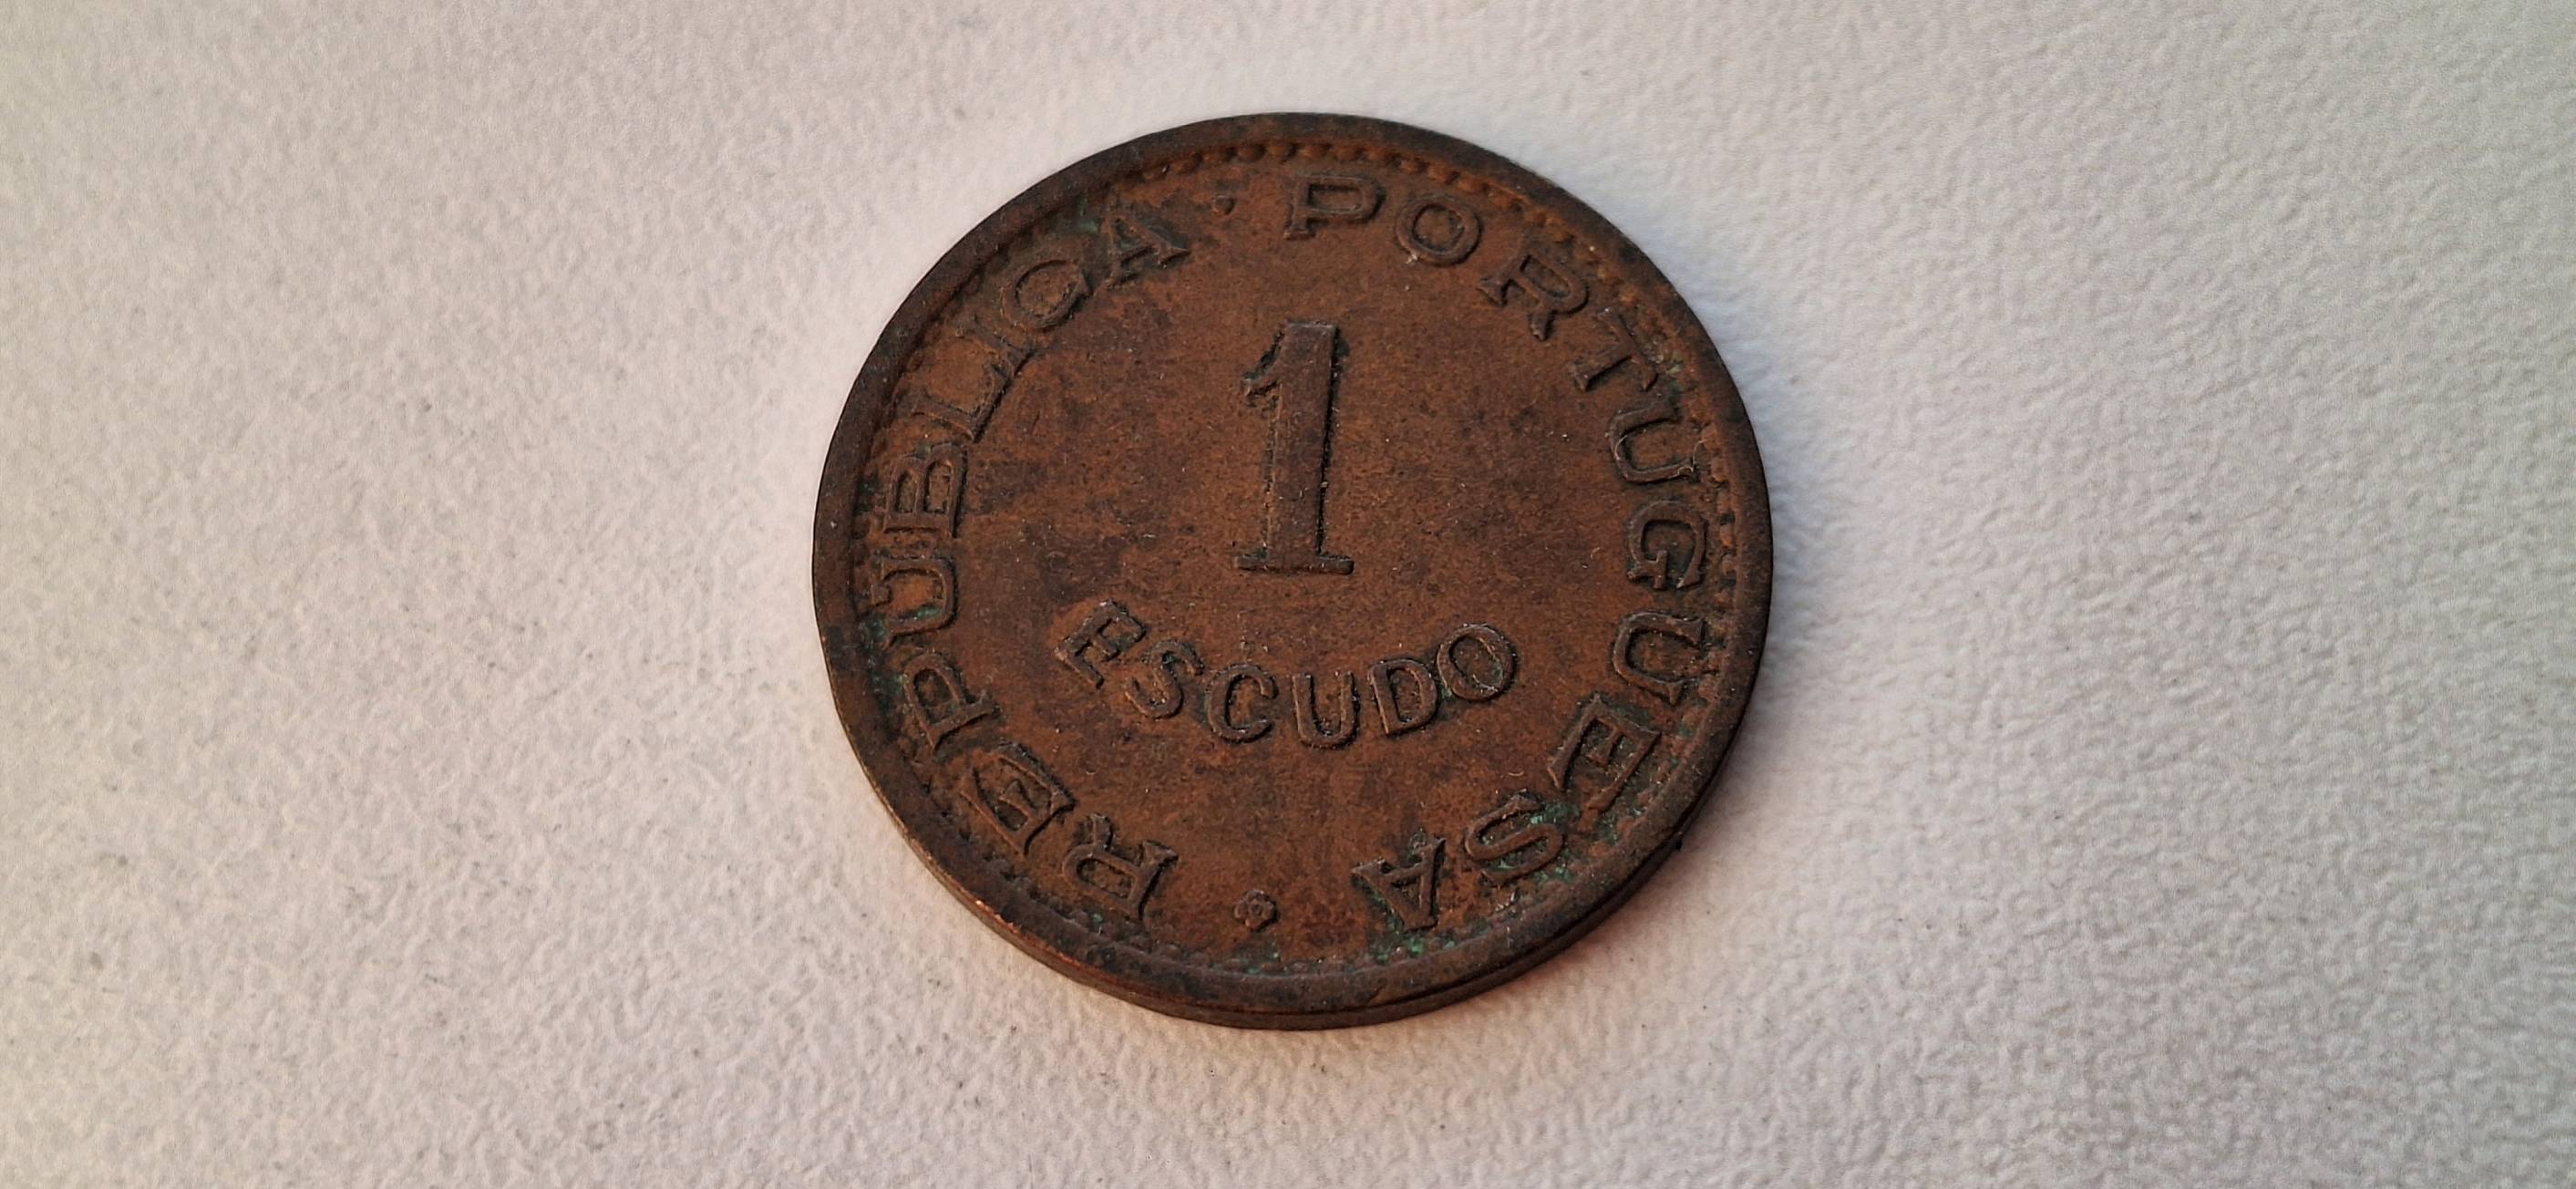 REPUBLICA · PORTUGUESA
1
ESCUDO